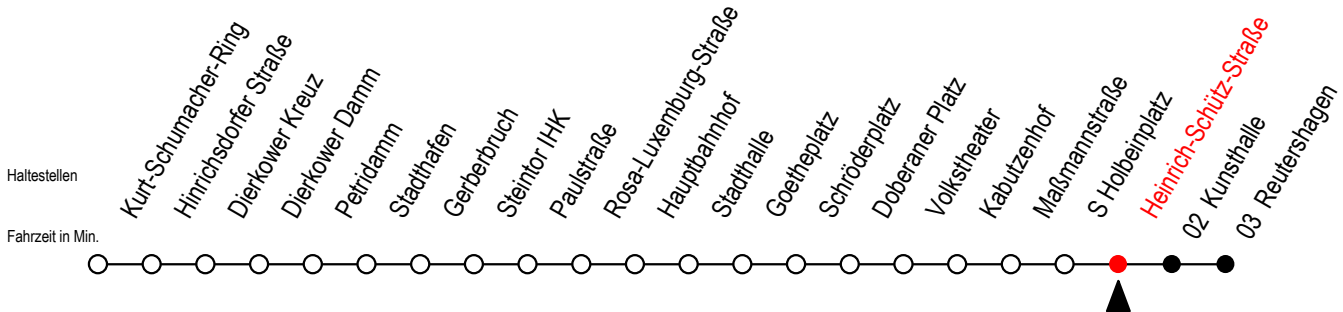 Kurt-Schumacher-Ring
Hinrichsdorfer Straße
Dierkower Kreuz
Dierkower Damm
Petridamm
Stadthafen
Gerberbruch
Steintor IHK
Paulstraße
Rosa-Luxemburg-Straße
Hauptbahnhof
Stadthalle
Goetheplatz
Schröderplatz
Doberaner Platz
Volkstheater
Kabutzenhof
Maßmannstraße
S Holbeinplatz
Heinrich-Schütz-Straße
02 Kunsthalle
03 Reutershagen
Haltestellen
Fahrzeit in Min.